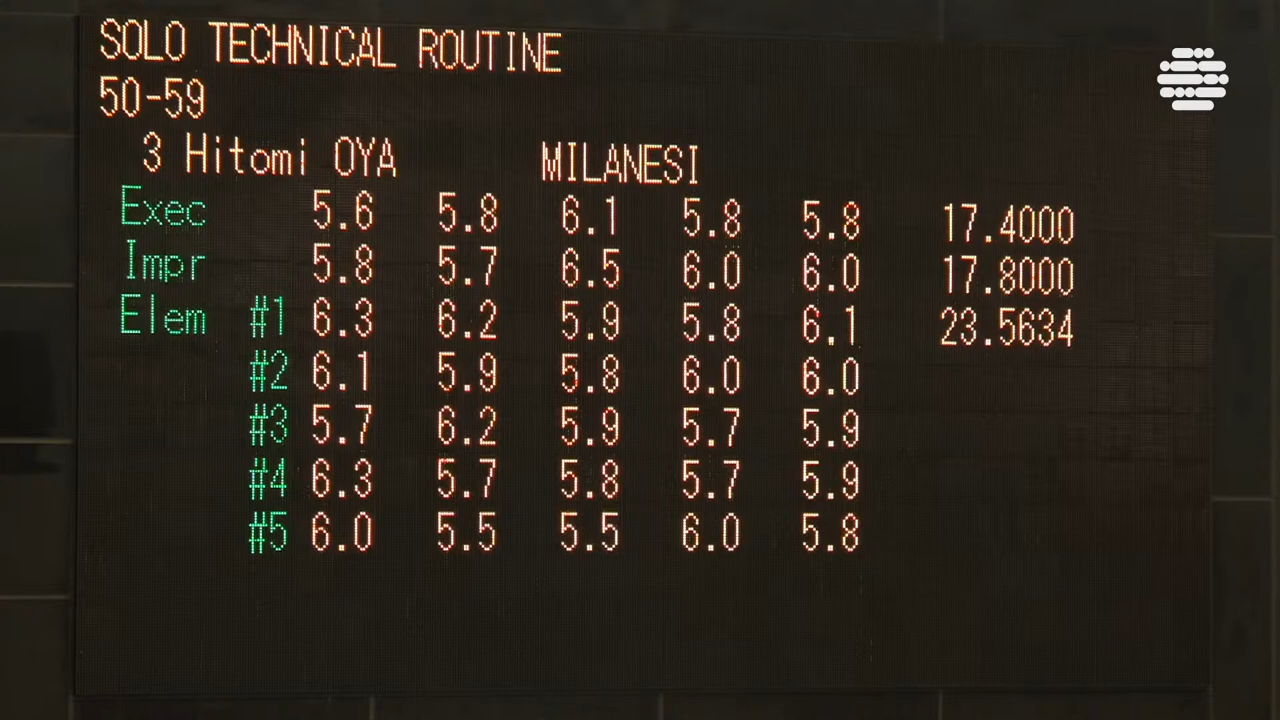 SOLO TECHNICAL ROUTINE
50-59
3 Hitomi OYA MILANESI
Exec 5.6 5.8 6.1 5.8 5.8 17.4000
Impr 5.8 5.7 6.5 6.0 6.0 17.8000
Elem #1 6.3 6.2 5.9 5.8 6.1 23.5634
#2 6.1 5.9 5.8 6.0 6.0
#3 5.7 6.2 5.9 5.7 5.9
#4 6.3 5.7 5.8 5.7 5.9
#5 6.0 5.5 5.5 6.0 5.8